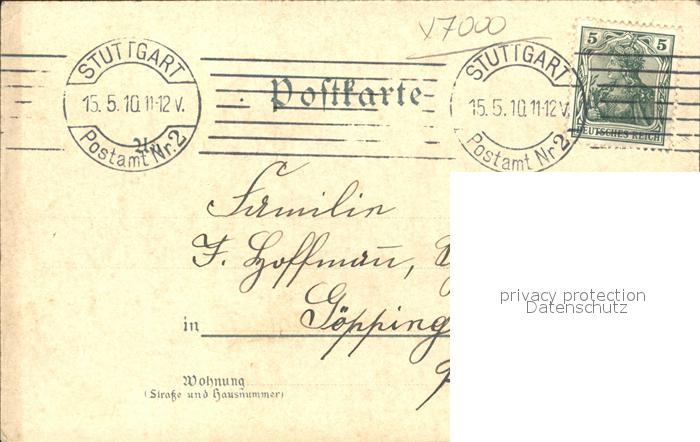 V7000
STUTTGART
15.5.10.11-12 V.
Postamt Nr. 2
Postkarte
STUTTGART
15.5.10.11-12 V.
Postamt Nr. 2
5 5
DEUTSCHES REICH
Familie
F. Hoffmann,
Götting
in
Wohnung
(Straße und Hausnummer)
privacy protection
Datenschutz